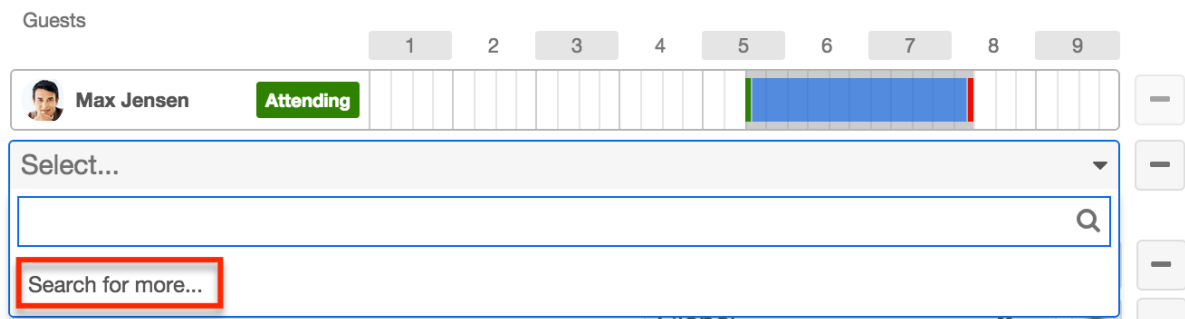 Guests
1 2 3 4 5 6 7 8 9
Max Jensen Attending
Select...
Search for more...